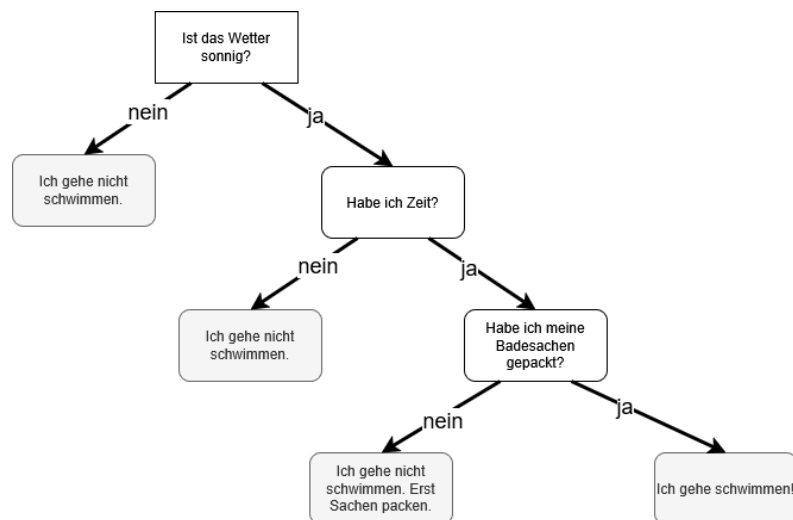 Ist das Wetter
sonnig?
nein
ja
Ich gehe nicht
schwimmen.
Habe ich Zeit?
nein
ja
Ich gehe nicht
schwimmen.
Habe ich meine
Badesachen
gepackt?
nein
ja
Ich gehe nicht
schwimmen. Erst
Sachen packen.
Ich gehe schwimmen!